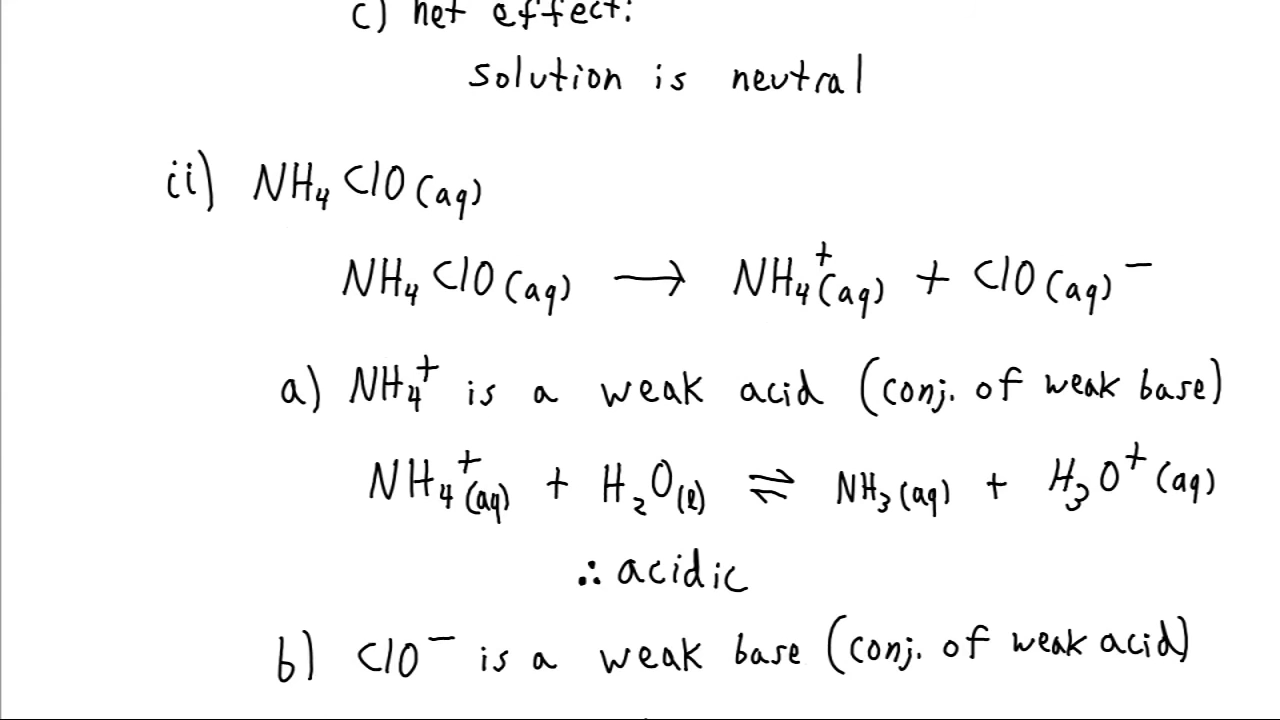 c) net effect:
solution is neutral
ii) NH₄ClO(aq)
NH₄ClO(aq) → NH₄⁺(aq) + ClO(aq)⁻
a) NH₄⁺ is a weak acid (conj. of weak base)
NH₄⁺(aq) + H₂O(l) ⇌ NH₃(aq) + H₃O⁺(aq)
∴ acidic
b) ClO⁻ is a weak base (conj. of weak acid)